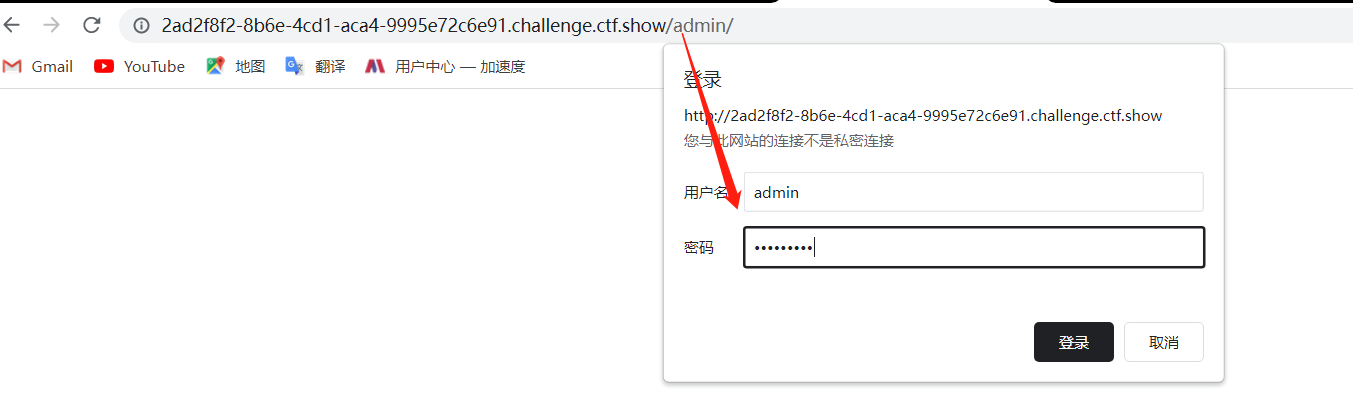 2ad2f8f2-8b6e-4cd1-aca4-9995e72c6e91.challenge.ctf.show/admin/
Gmail YouTube 地图 翻译 用户中心 — 加速度
登录
http://2ad2f8f2-8b6e-4cd1-aca4-9995e72c6e91.challenge.ctf.show
您与此网站的连接不是私密连接
用户名 admin
密码 •••••••••
登录 取消